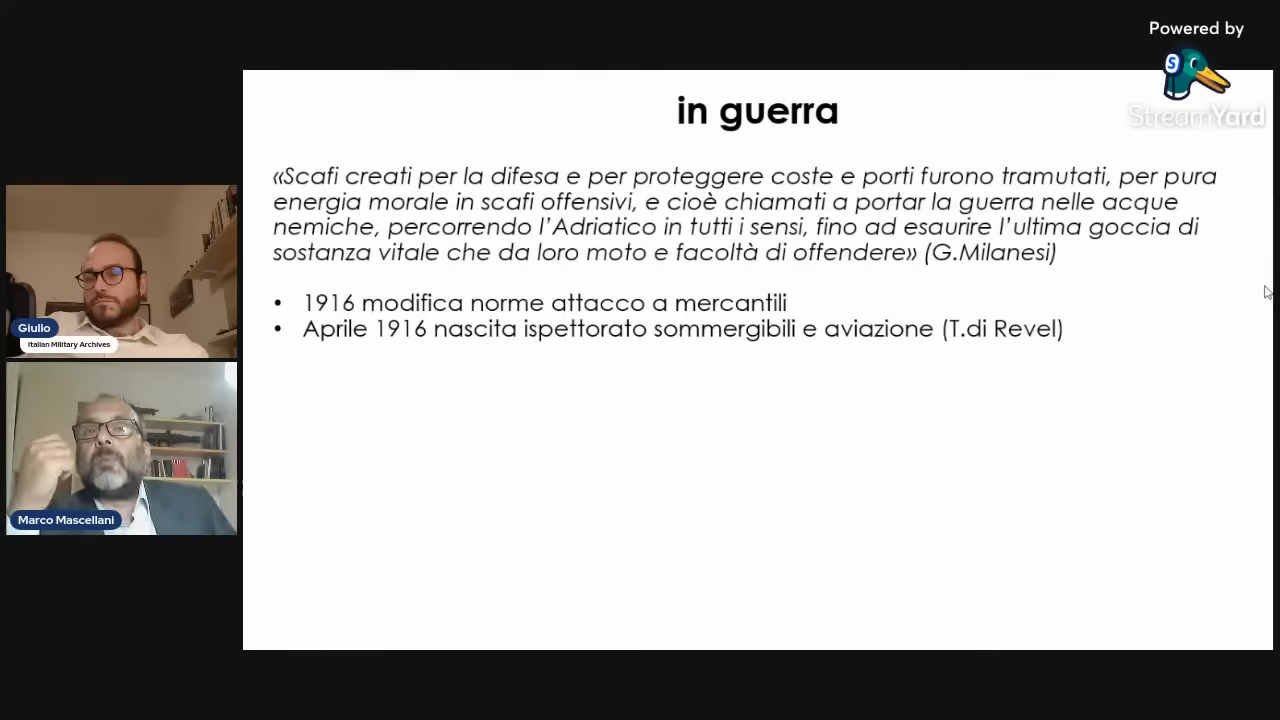 Powered by
S
StreamYard
in guerra
«Scafi creati per la difesa e per proteggere coste e porti furono tramutati, per pura
energia morale in scafi offensivi, e cioè chiamati a portar la guerra nelle acque
nemiche, percorrendo l’Adriatico in tutti i sensi, fino ad esaurire l’ultima goccia di
sostanza vitale che da loro moto e facoltà di offendere» (G.Milanesi)
• 1916 modifica norme attacco a mercantili
• Aprile 1916 nascita ispettorato sommergibili e aviazione (T.di Revel)
Giulio
Italian Military Archives
Marco Mascellani